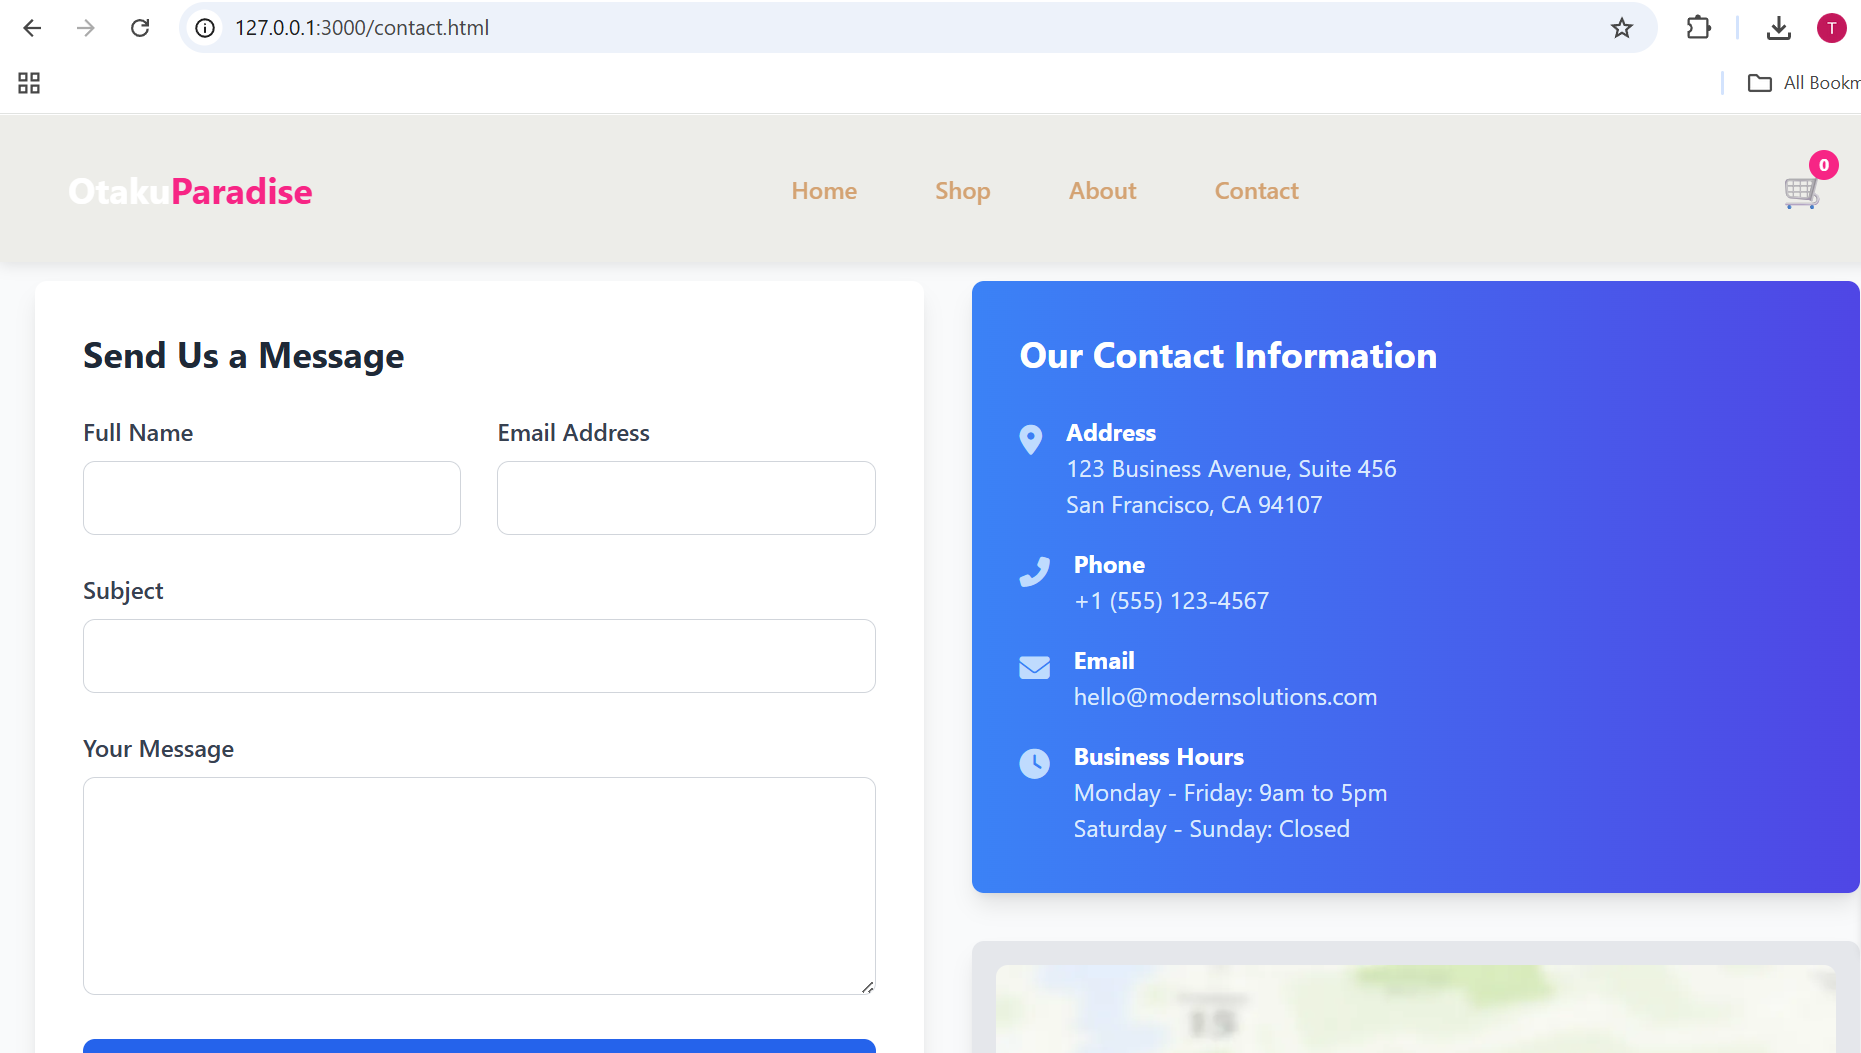 127.0.0.1:3000/contact.html
T
All Bookm
OtakuParadise
Home
Shop
About
Contact
0
Send Us a Message
Full Name
Email Address
Subject
Your Message
Our Contact Information
Address
123 Business Avenue, Suite 456
San Francisco, CA 94107
Phone
+1 (555) 123-4567
Email
hello@modernsolutions.com
Business Hours
Monday - Friday: 9am to 5pm
Saturday - Sunday: Closed